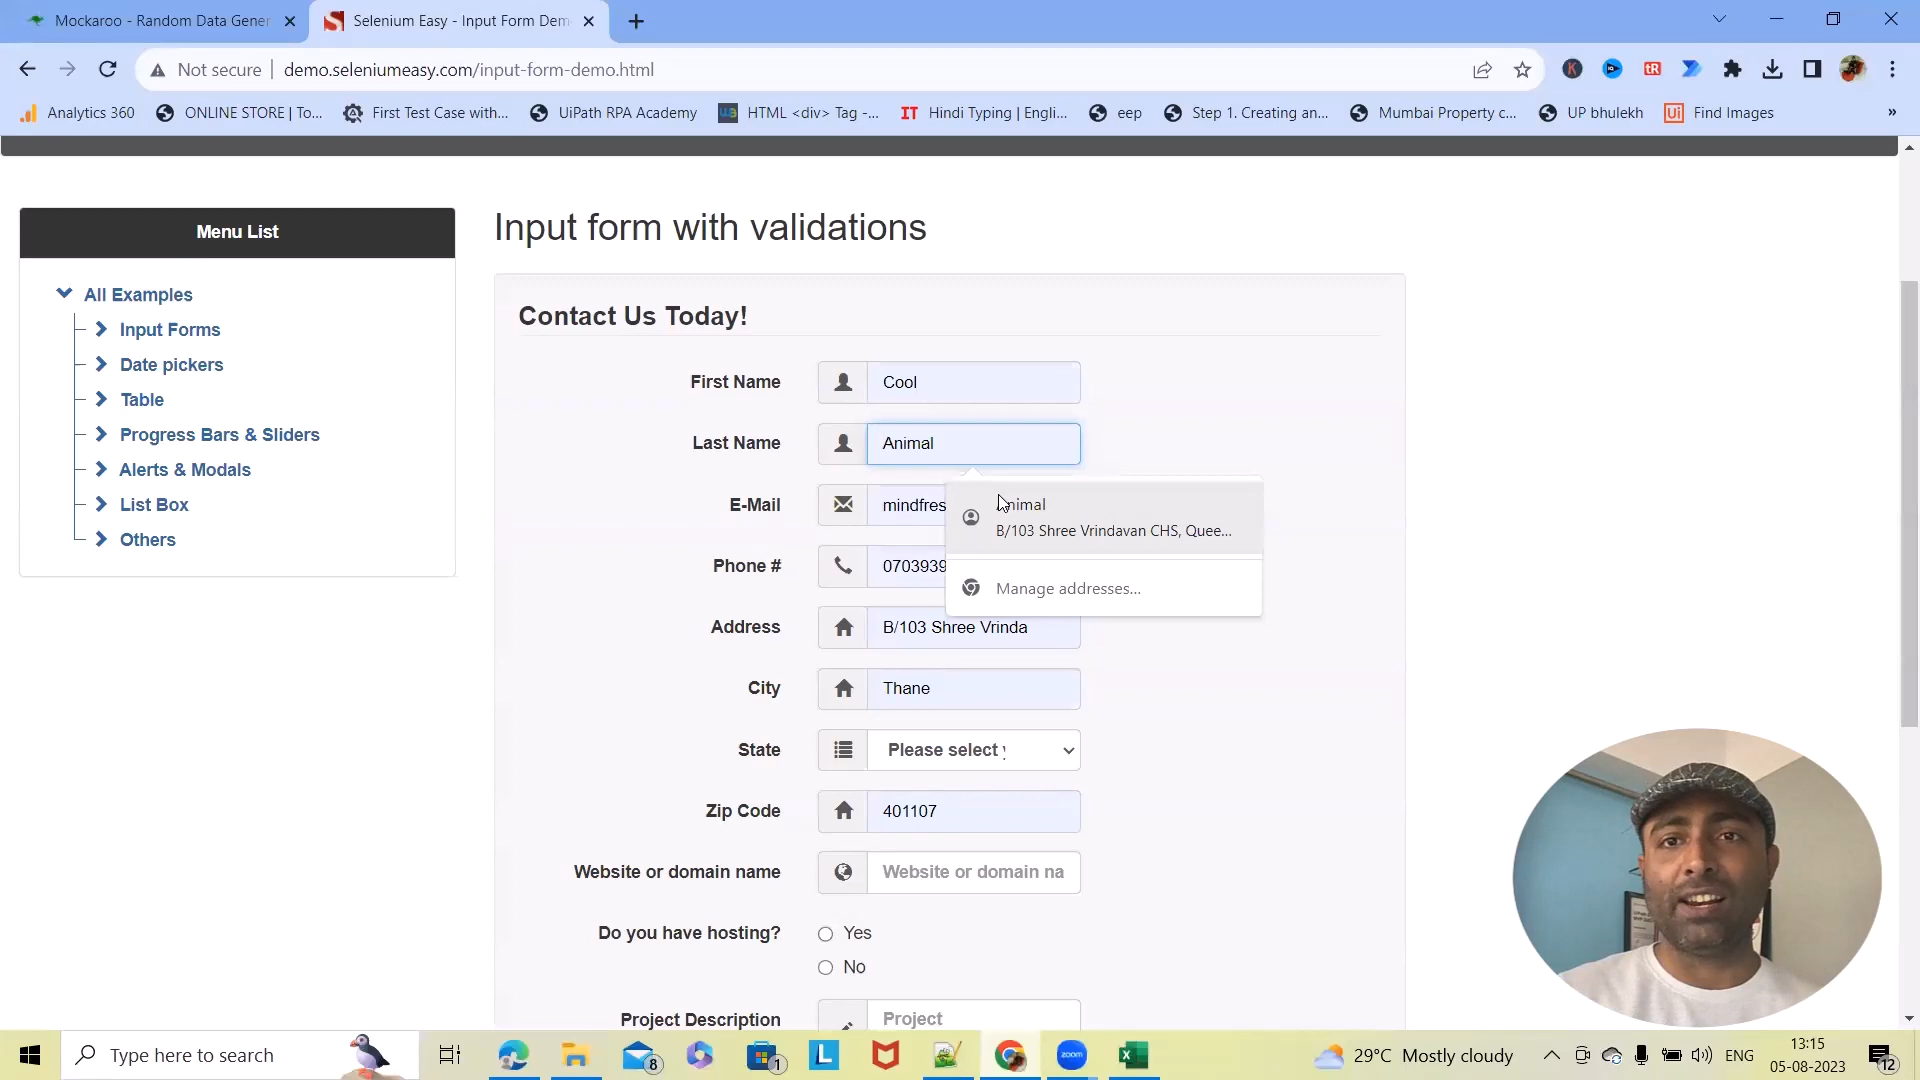 Mockaroo - Random Data Gener
Selenium Easy - Input Form Dem
Not secure
demo.seleniumeasy.com/input-form-demo.html
Analytics 360
ONLINE STORE | To...
First Test Case with...
UiPath RPA Academy
HTML <div> Tag -...
Hindi Typing | Engli...
eep
Step 1. Creating an...
Mumbai Property c...
UP bhulekh
Find Images
»
Menu List
All Examples
Input Forms
Date pickers
Table
Progress Bars & Sliders
Alerts & Modals
List Box
Others
Input form with validations
Contact Us Today!
First Name
Cool
Last Name
Animal
nimal
B/103 Shree Vrindavan CHS, Quee...
Manage addresses...
E-Mail
mindfres
Phone #
070393
Address
B/103 Shree Vrinda
City
Thane
State
Please select
Zip Code
401107
Website or domain name
Website or domain na
Do you have hosting?
Yes
No
Project Description
Project
Type here to search
8
1
zoom
29°C Mostly cloudy
ENG
13:15
05-08-2023
12